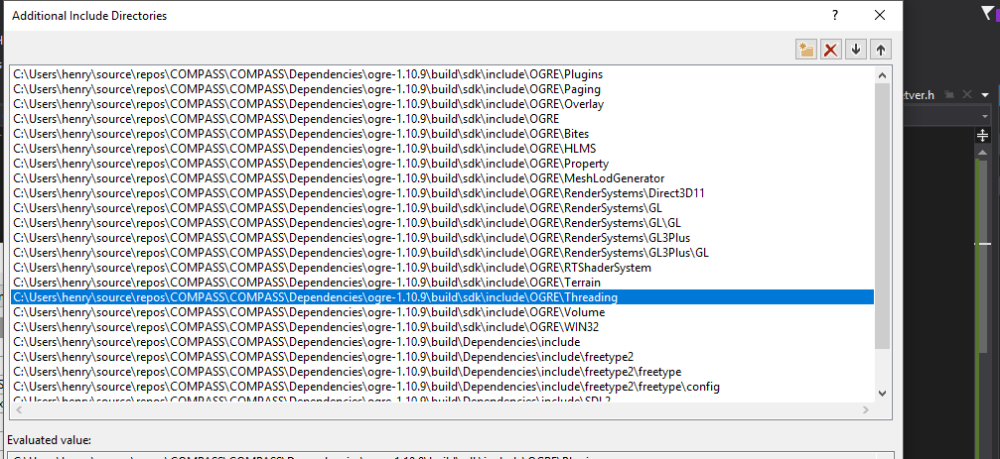 Additional Include Directories
?
C:\Users\henry\source\repos\COMPASS\COMPASS\Dependencies\ogre-1.10.9\build\sdk\include\OGRE\Plugins
C:\Users\henry\source\repos\COMPASS\COMPASS\Dependencies\ogre-1.10.9\build\sdk\include\OGRE\Paging
C:\Users\henry\source\repos\COMPASS\COMPASS\Dependencies\ogre-1.10.9\build\sdk\include\OGRE\Overlay
C:\Users\henry\source\repos\COMPASS\COMPASS\Dependencies\ogre-1.10.9\build\sdk\include\OGRE
C:\Users\henry\source\repos\COMPASS\COMPASS\Dependencies\ogre-1.10.9\build\sdk\include\OGRE\Bites
C:\Users\henry\source\repos\COMPASS\COMPASS\Dependencies\ogre-1.10.9\build\sdk\include\OGRE\HLMS
C:\Users\henry\source\repos\COMPASS\COMPASS\Dependencies\ogre-1.10.9\build\sdk\include\OGRE\Property
C:\Users\henry\source\repos\COMPASS\COMPASS\Dependencies\ogre-1.10.9\build\sdk\include\OGRE\MeshLodGenerator
C:\Users\henry\source\repos\COMPASS\COMPASS\Dependencies\ogre-1.10.9\build\sdk\include\OGRE\RenderSystems\Direct3D11
C:\Users\henry\source\repos\COMPASS\COMPASS\Dependencies\ogre-1.10.9\build\sdk\include\OGRE\RenderSystems\GL
C:\Users\henry\source\repos\COMPASS\COMPASS\Dependencies\ogre-1.10.9\build\sdk\include\OGRE\RenderSystems\GL\GL
C:\Users\henry\source\repos\COMPASS\COMPASS\Dependencies\ogre-1.10.9\build\sdk\include\OGRE\RenderSystems\GL3Plus
C:\Users\henry\source\repos\COMPASS\COMPASS\Dependencies\ogre-1.10.9\build\sdk\include\OGRE\RenderSystems\GL3Plus\GL
C:\Users\henry\source\repos\COMPASS\COMPASS\Dependencies\ogre-1.10.9\build\sdk\include\OGRE\RTShaderSystem
C:\Users\henry\source\repos\COMPASS\COMPASS\Dependencies\ogre-1.10.9\build\sdk\include\OGRE\Terrain
C:\Users\henry\source\repos\COMPASS\COMPASS\Dependencies\ogre-1.10.9\build\sdk\include\OGRE\Threading
C:\Users\henry\source\repos\COMPASS\COMPASS\Dependencies\ogre-1.10.9\build\sdk\include\OGRE\Volume
C:\Users\henry\source\repos\COMPASS\COMPASS\Dependencies\ogre-1.10.9\build\sdk\include\OGRE\WIN32
C:\Users\henry\source\repos\COMPASS\COMPASS\Dependencies\ogre-1.10.9\build\Dependencies\include
C:\Users\henry\source\repos\COMPASS\COMPASS\Dependencies\ogre-1.10.9\build\Dependencies\include\freetype2
C:\Users\henry\source\repos\COMPASS\COMPASS\Dependencies\ogre-1.10.9\build\Dependencies\include\freetype2\freetype
C:\Users\henry\source\repos\COMPASS\COMPASS\Dependencies\ogre-1.10.9\build\Dependencies\include\freetype2\freetype\config
C:\Users\henry\source\repos\COMPASS\COMPASS\Dependencies\ogre-1.10.9\build\Dependencies\include\SDL2
Evaluated value:
etver.h